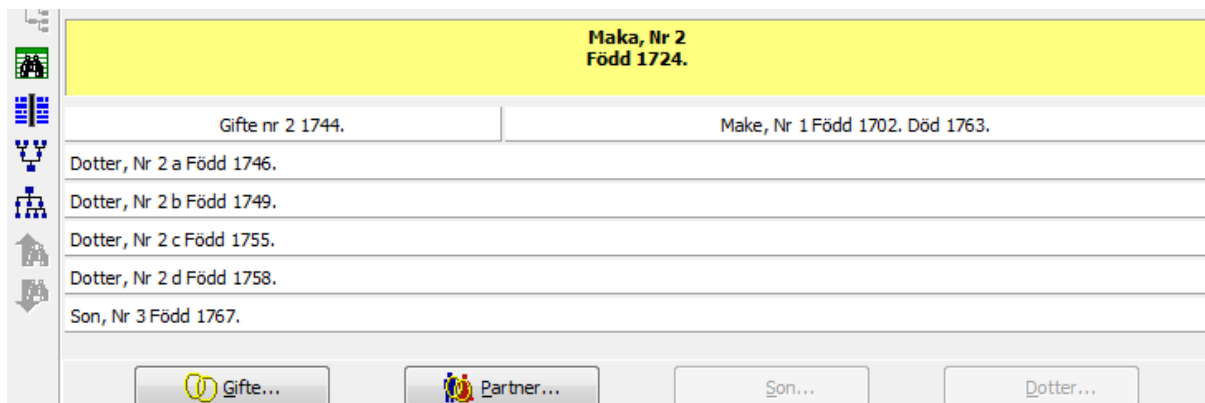 Maka, Nr 2
Född 1724.
Gifte nr 2 1744.
Make, Nr 1 Född 1702. Död 1763.
Dotter, Nr 2 a Född 1746.
Dotter, Nr 2 b Född 1749.
Dotter, Nr 2 c Född 1755.
Dotter, Nr 2 d Född 1758.
Son, Nr 3 Född 1767.
Gifte...
Partner...
Son...
Dotter...